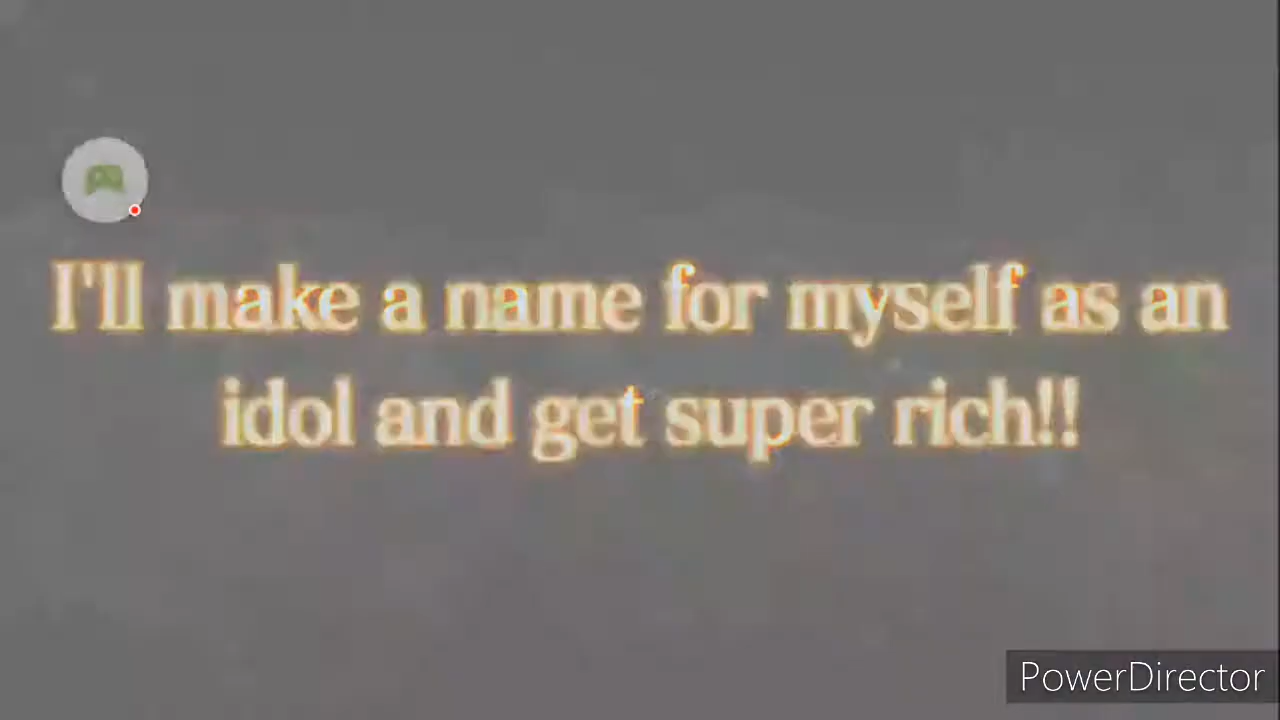 I'll make a name for myself as an
idol and get super rich!!
PowerDirector